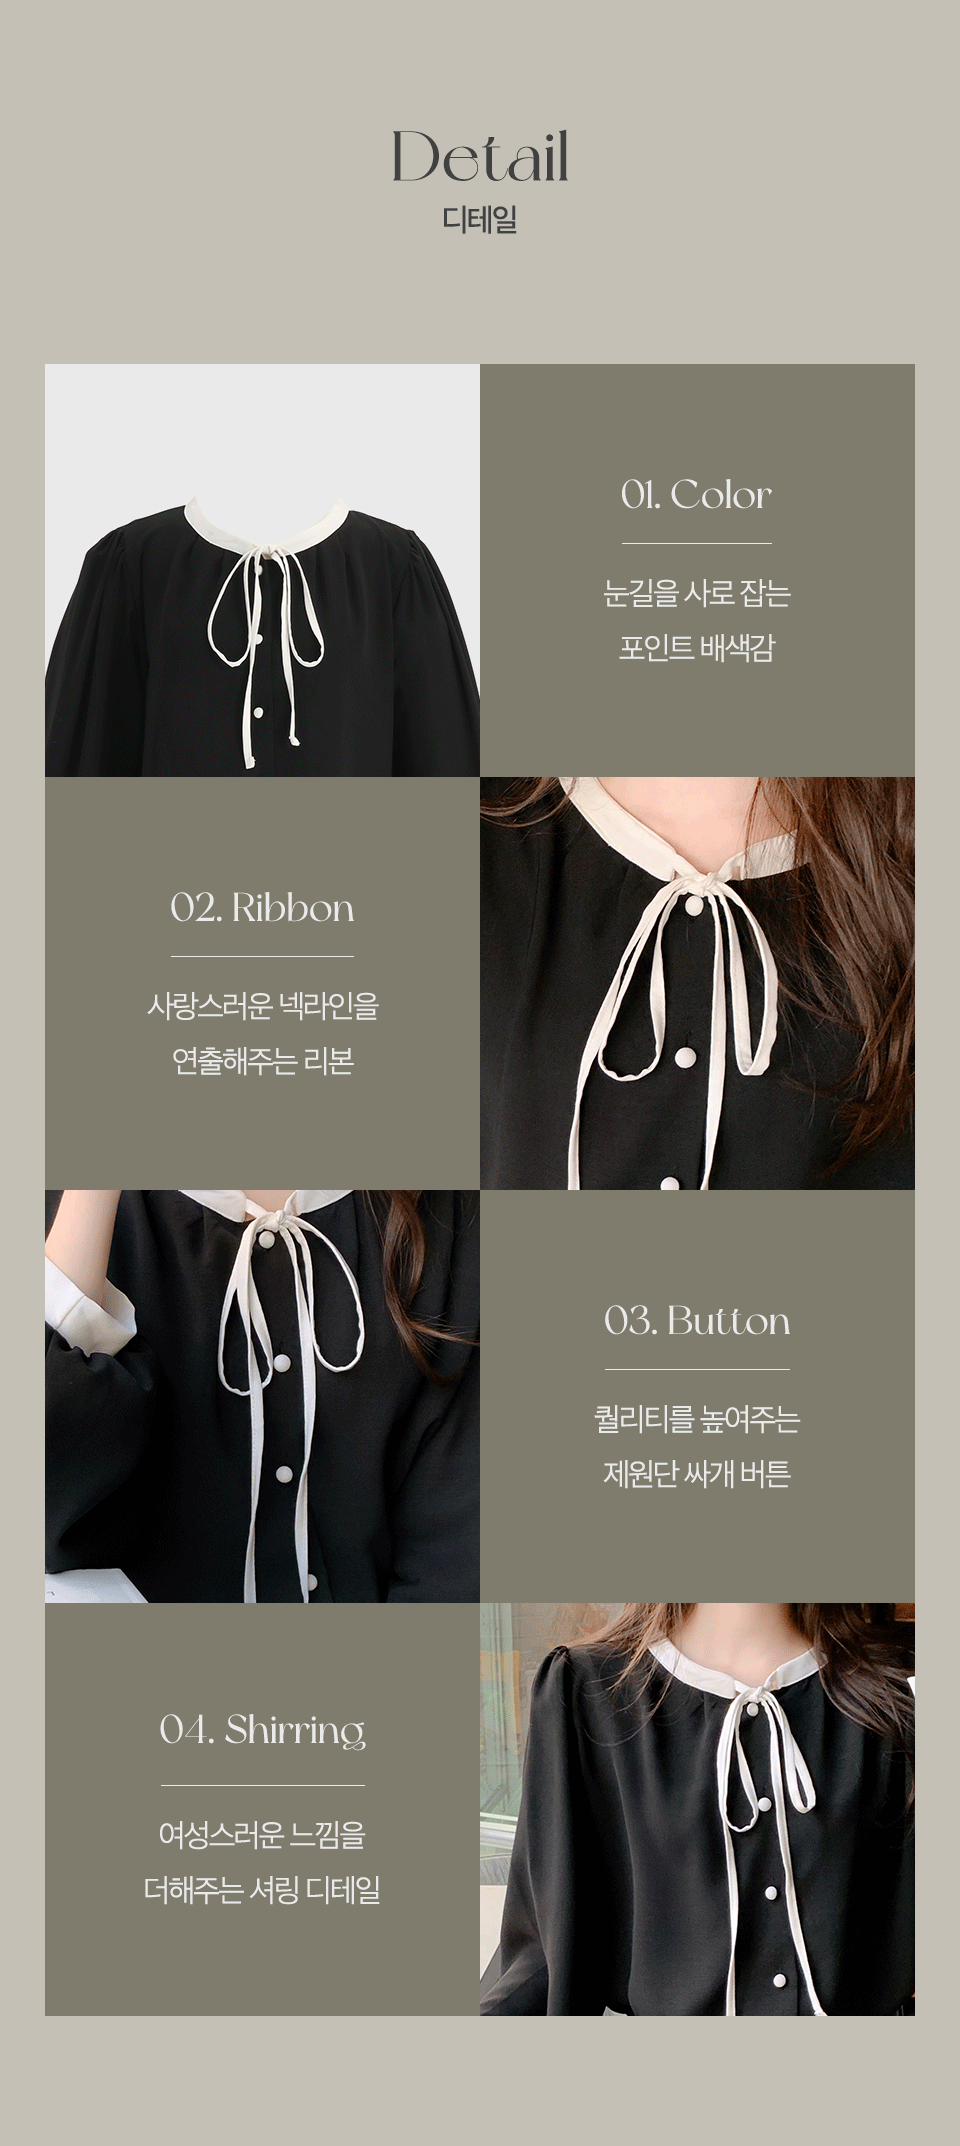 Detail
디테일
01. Color
눈길을 사로 잡는
포인트 배색감
02. Ribbon
사랑스러운 넥라인을
연출해주는 리본
03. Button
퀄리티를 높여주는
제원단 싸개 버튼
04. Shirring
여성스러운 느낌을
더해주는 셔링 디테일